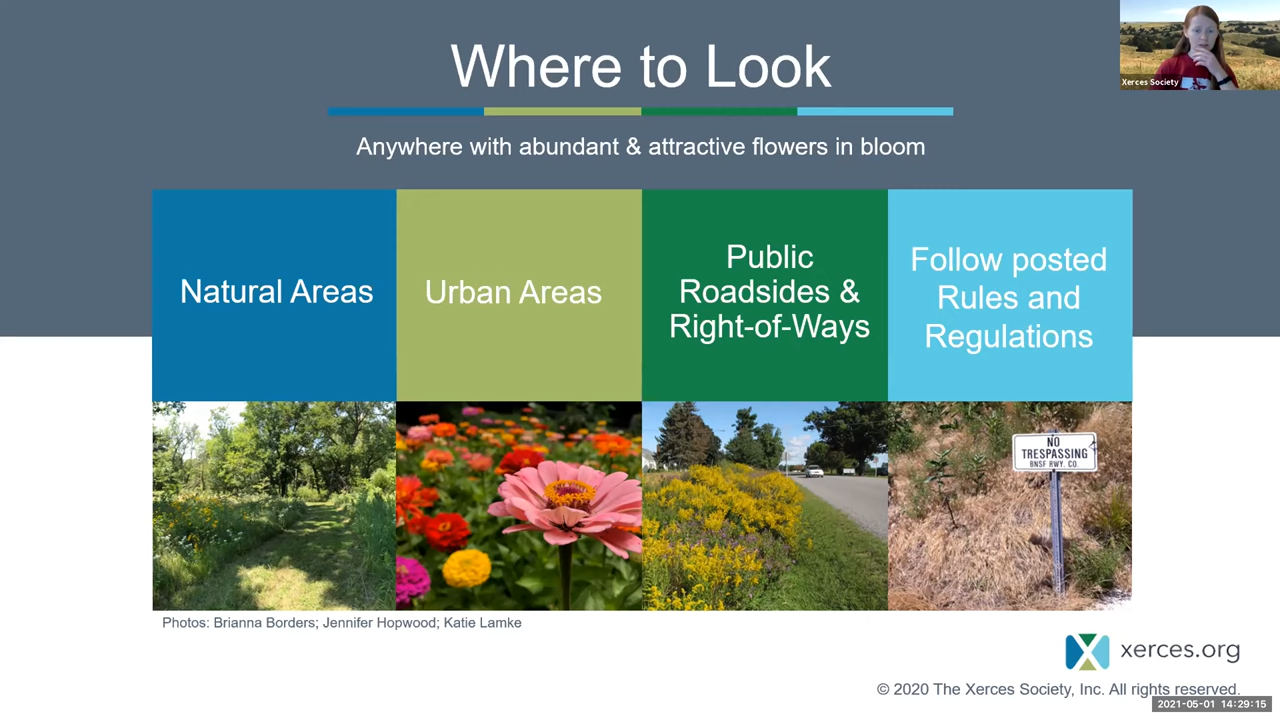 Where to Look
Xerces Society
Anywhere with abundant & attractive flowers in bloom
Natural Areas
Urban Areas
Public
Roadsides &
Right-of-Ways
Follow posted
Rules and
Regulations
NO
TRESPASSING
BNSF RWY. CO.
Photos: Brianna Borders; Jennifer Hopwood; Katie Lamke
xerces.org
© 2020 The Xerces Society, Inc. All rights reserved.
2021-05-01 14:29:15